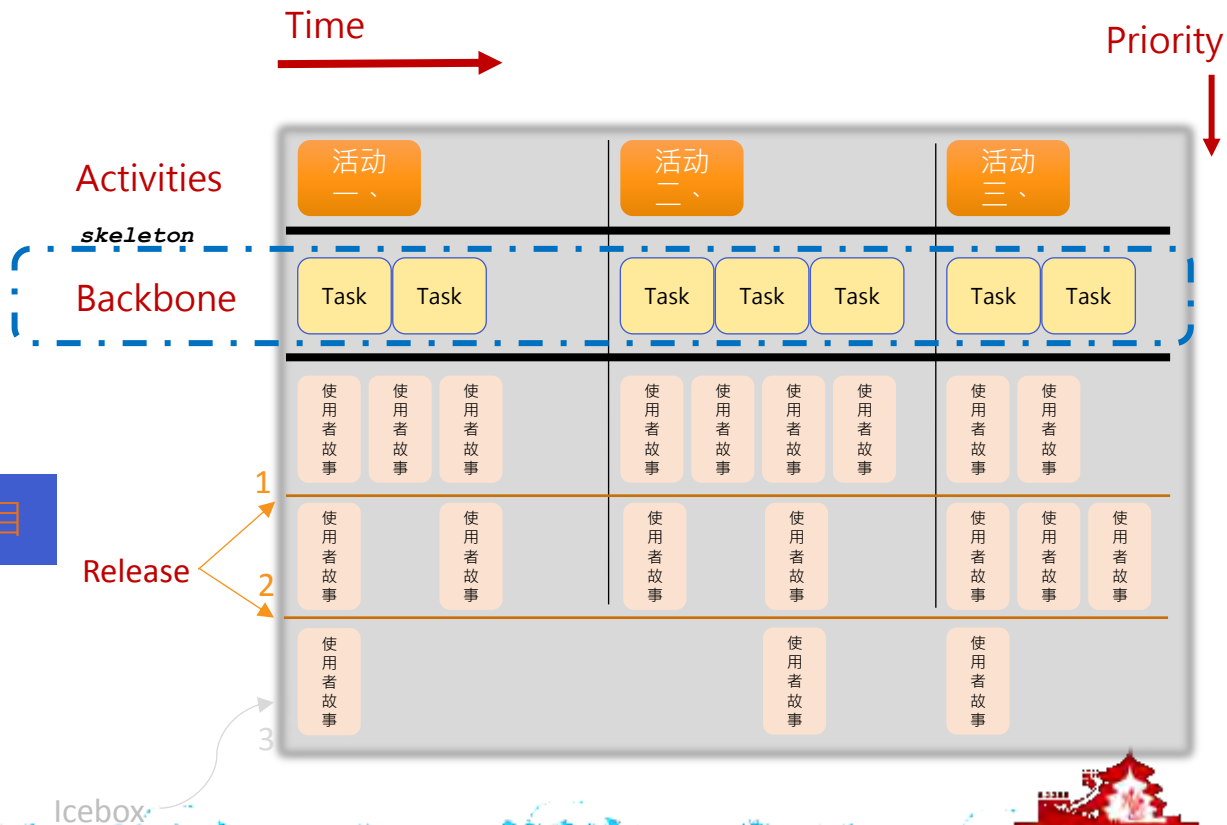 Time
Priority
Activities
活动
一、
活动
二、
活动
三、
skeleton
Backbone
Task
Task
Task
Task
Task
Task
Task
使用者故事
使用者故事
使用者故事
使用者故事
使用者故事
使用者故事
使用者故事
使用者故事
使用者故事
1
Release
2
使用者故事
使用者故事
使用者故事
使用者故事
使用者故事
使用者故事
使用者故事
使用者故事
使用者故事
使用者故事
3
Icebox